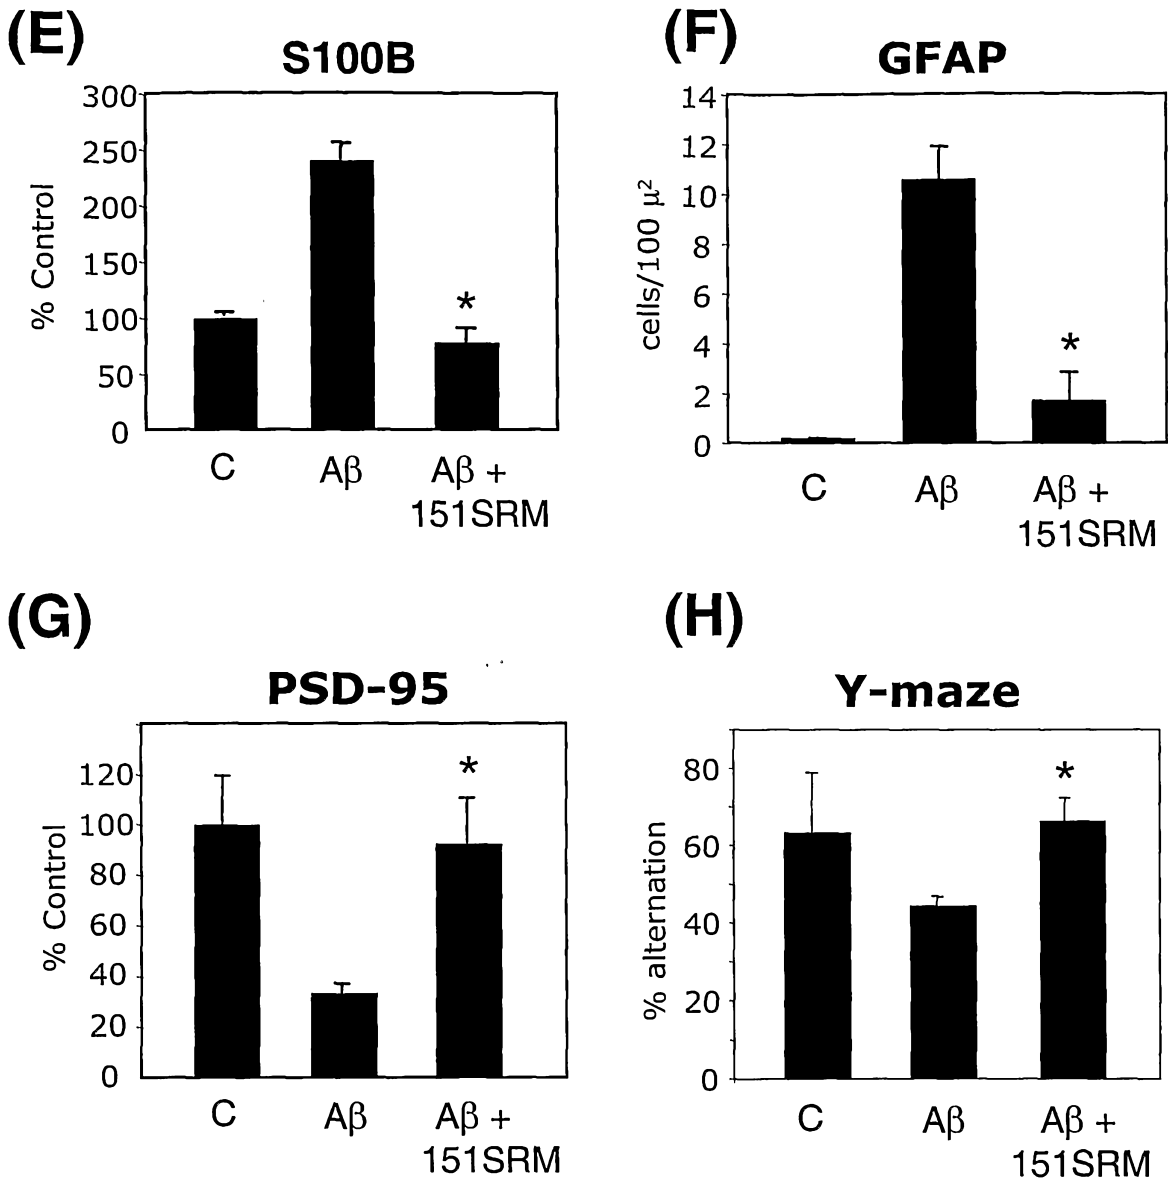 (E)
S100B
300
250
200
150
100
50
0
% Control
*
C
Aβ
Aβ +
151SRM
(F)
GFAP
14
12
10
8
6
4
2
0
cells/100 μ²
*
C
Aβ
Aβ +
151SRM
(G)
PSD-95
120
100
80
60
40
20
0
% Control
*
C
Aβ
Aβ +
151SRM
(H)
Y-maze
80
60
40
20
0
% alternation
*
C
Aβ
Aβ +
151SRM